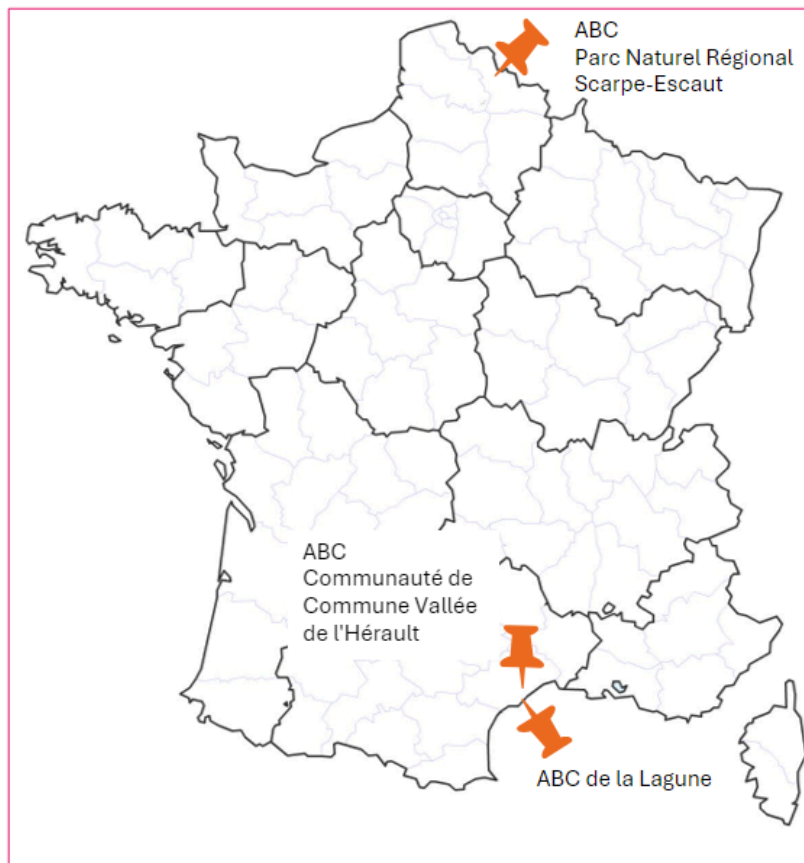 ABC
Parc Naturel Régional
Scarpe-Escaut
ABC
Communauté de
Commune Vallée
de l'Hérault
ABC de la Lagune